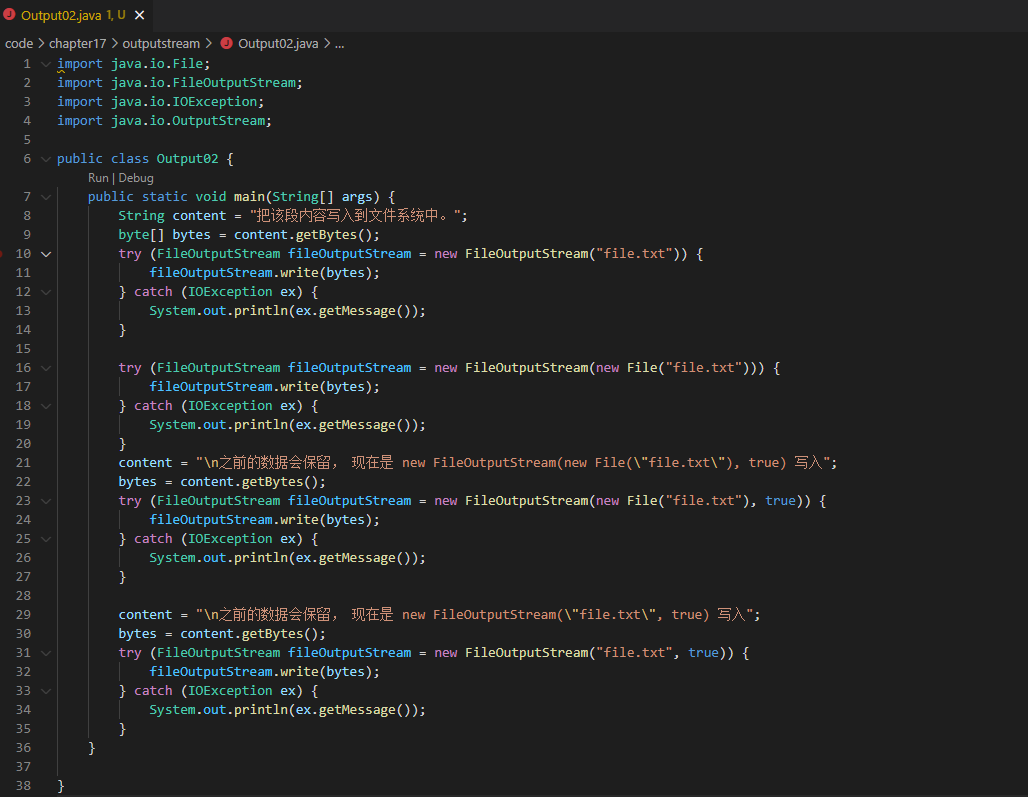 Output02.java 1, U
code > chapter17 > outputstream > Output02.java > ...
1 import java.io.File;
2 import java.io.FileOutputStream;
3 import java.io.IOException;
4 import java.io.OutputStream;
5
6 public class Output02 {
Run | Debug
7 public static void main(String[] args) {
8 String content = "把该段内容写入到文件系统中。";
9 byte[] bytes = content.getBytes();
10 try (FileOutputStream fileOutputStream = new FileOutputStream("file.txt")) {
11 fileOutputStream.write(bytes);
12 } catch (IOException ex) {
13 System.out.println(ex.getMessage());
14 }
15
16 try (FileOutputStream fileOutputStream = new FileOutputStream(new File("file.txt"))) {
17 fileOutputStream.write(bytes);
18 } catch (IOException ex) {
19 System.out.println(ex.getMessage());
20 }
21 content = "\n之前的数据会保留， 现在是 new FileOutputStream(new File(\"file.txt\"), true) 写入";
22 bytes = content.getBytes();
23 try (FileOutputStream fileOutputStream = new FileOutputStream(new File("file.txt"), true)) {
24 fileOutputStream.write(bytes);
25 } catch (IOException ex) {
26 System.out.println(ex.getMessage());
27 }
28
29 content = "\n之前的数据会保留， 现在是 new FileOutputStream(\"file.txt\", true) 写入";
30 bytes = content.getBytes();
31 try (FileOutputStream fileOutputStream = new FileOutputStream("file.txt", true)) {
32 fileOutputStream.write(bytes);
33 } catch (IOException ex) {
34 System.out.println(ex.getMessage());
35 }
36 }
37
38 }